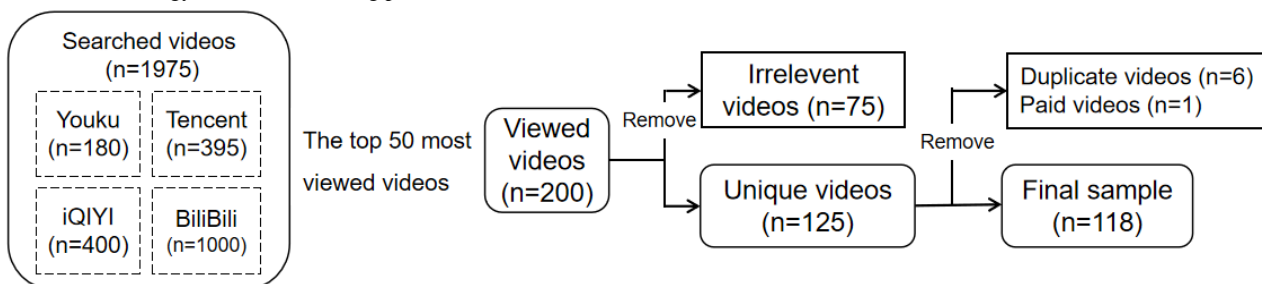 Searched videos
(n=1975)
Youku
(n=180)
Tencent
(n=395)
iQIYI
(n=400)
BiliBili
(n=1000)
The top 50 most
viewed videos
Viewed
videos
(n=200)
Remove
Irrelevent
videos (n=75)
Unique videos
(n=125)
Remove
Duplicate videos (n=6)
Paid videos (n=1)
Final sample
(n=118)